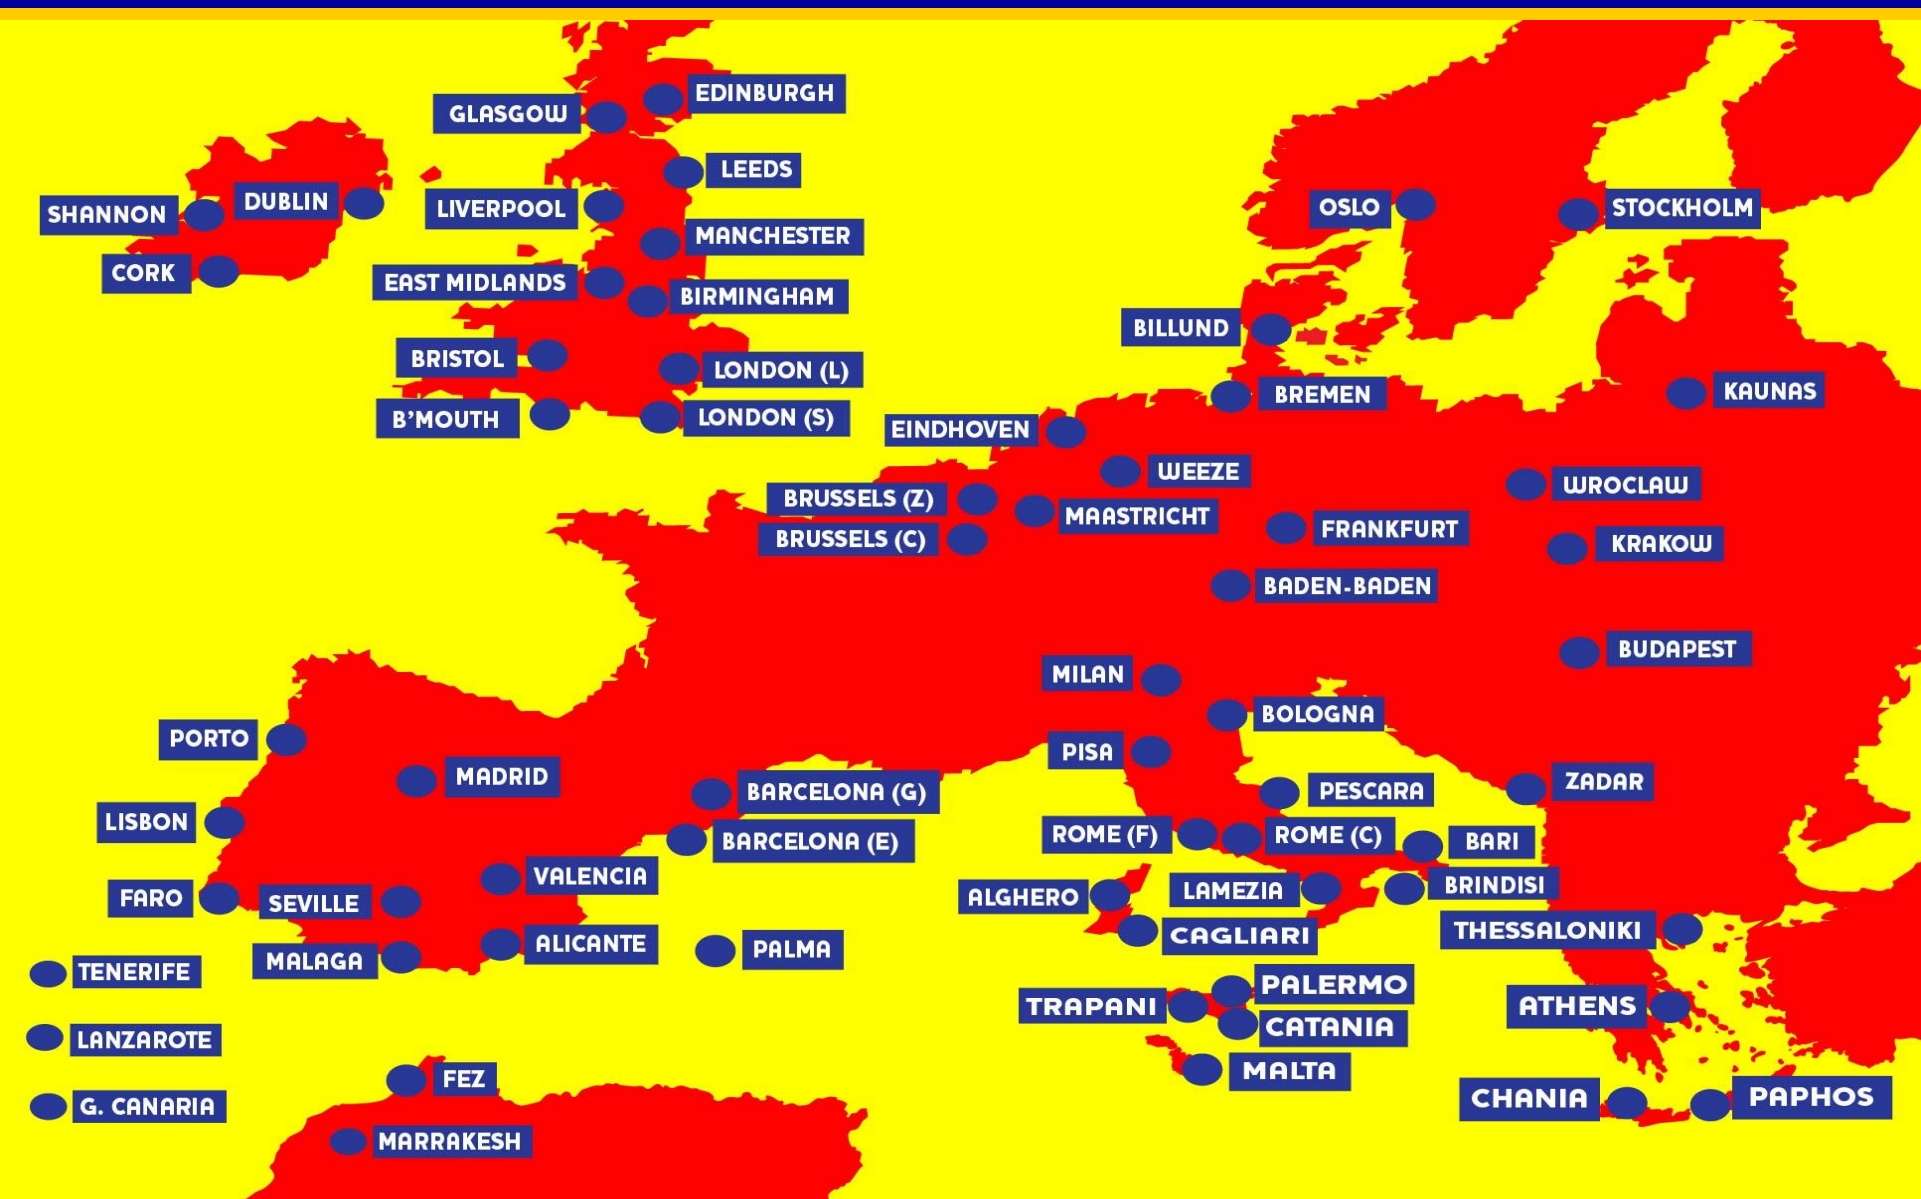 EDINBURGH
GLASGOW
LEEDS
SHANNON
DUBLIN
LIVERPOOL
OSLO
STOCKHOLM
MANCHESTER
CORK
EAST MIDLANDS
BIRMINGHAM
BILLUND
BRISTOL
LONDON (L)
BREMEN
KAUNAS
B'MOUTH
LONDON (S)
EINDHOVEN
WEEZE
WROCLAW
BRUSSELS (Z)
MAASTRICHT
FRANKFURT
BRUSSELS (C)
KRAKOW
BADEN-BADEN
BUDAPEST
MILAN
BOLOGNA
PORTO
PISA
MADRID
BARCELONA (G)
PESCARA
ZADAR
LISBON
BARCELONA (E)
ROME (F)
ROME (C)
BARI
VALENCIA
FARO
SEVILLE
ALGHERO
LAMEZIA
BRINDISI
THESSALONIKI
CAGLIARI
ALICANTE
PALMA
MALAGA
TENERIFE
PALERMO
TRAPANI
ATHENS
CATANIA
LANZAROTE
MALTA
FEZ
CHANIA
PAPHOS
G. CANARIA
MARRAKESH